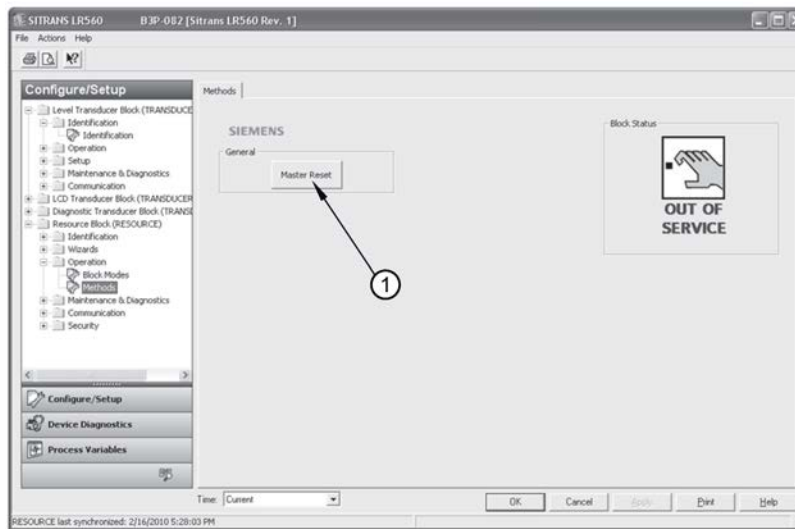 SITRANS LR560 B3P-082 [Sitrans LR560 Rev. 1]
File Actions Help
Configure/Setup
Level Transducer Block (TRANSDUCE
Identification
Identification
Operation
Setup
Maintenance & Diagnostics
Communication
LCD Transducer Block (TRANSDUCER
Diagnostic Transducer Block (TRANSD
Resource Block (RESOURCE)
Identification
Wizards
Operation
Block Modes
Methods
Maintenance & Diagnostics
Communication
Security
Configure/Setup
Device Diagnostics
Process Variables
Methods
SIEMENS
General
Master Reset
1
Block Status
OUT OF
SERVICE
Time: Current
OK Cancel Apply Print Help
RESOURCE last synchronized: 2/16/2010 5:28:03 PM